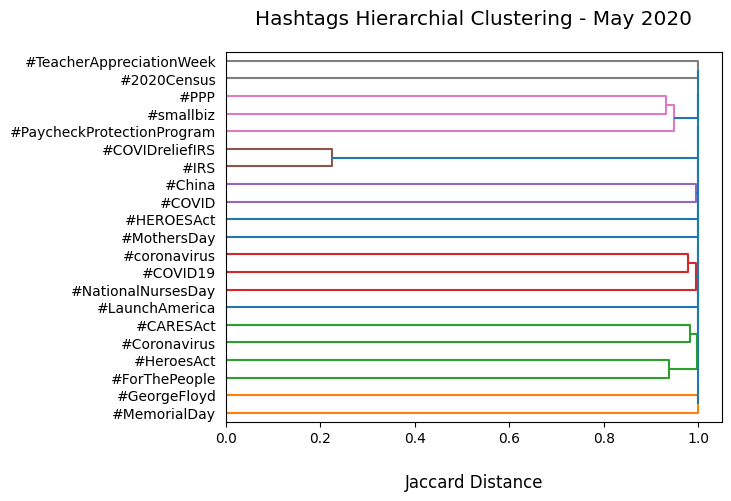 Hashtags Hierarchial Clustering - May 2020
#TeacherAppreciationWeek
#2020Census
#PPP
#smallbiz
#PaycheckProtectionProgram
#COVIDreliefIRS
#IRS
#China
#COVID
#HEROESAct
#MothersDay
#coronavirus
#COVID19
#NationalNursesDay
#LaunchAmerica
#CARESAct
#Coronavirus
#HeroesAct
#ForThePeople
#GeorgeFloyd
#MemorialDay
0.0 0.2 0.4 0.6 0.8 1.0
Jaccard Distance